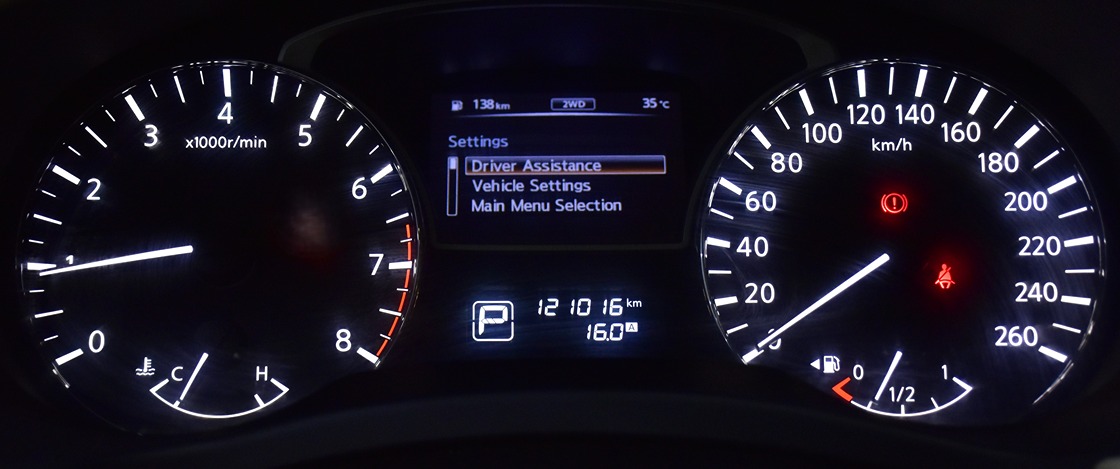 0
1
2
3
4
5
6
7
8
x1000r/min
C
H
138km
2WD
35°C
Settings
Driver Assistance
Vehicle Settings
Main Menu Selection
P
121016 km
16.0 A
0
20
40
60
80
100
120
140
160
180
200
220
240
260
km/h
0
1/2
1